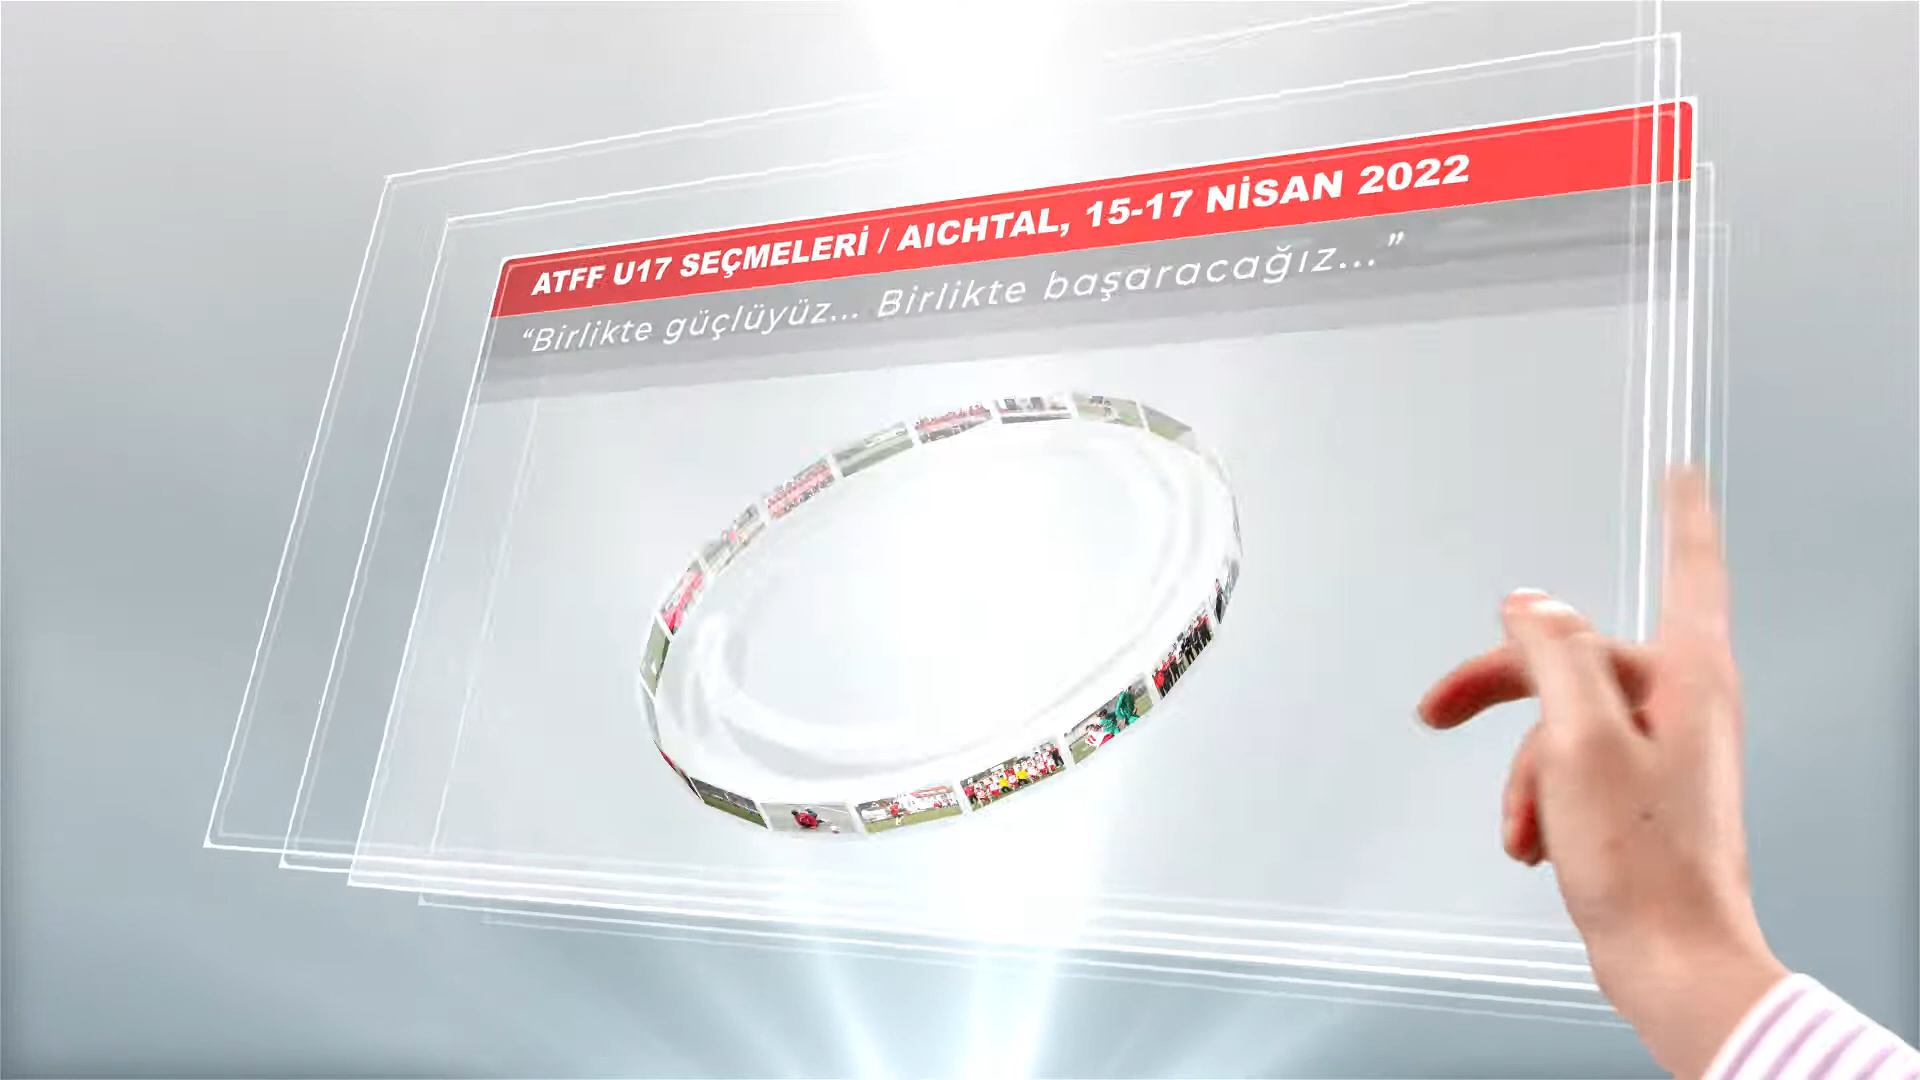 ATFF U17 SEÇMELERİ / AICHTAL, 15-17 NİSAN 2022
“Birlikte güçlüyüz... Birlikte başaracağız...”